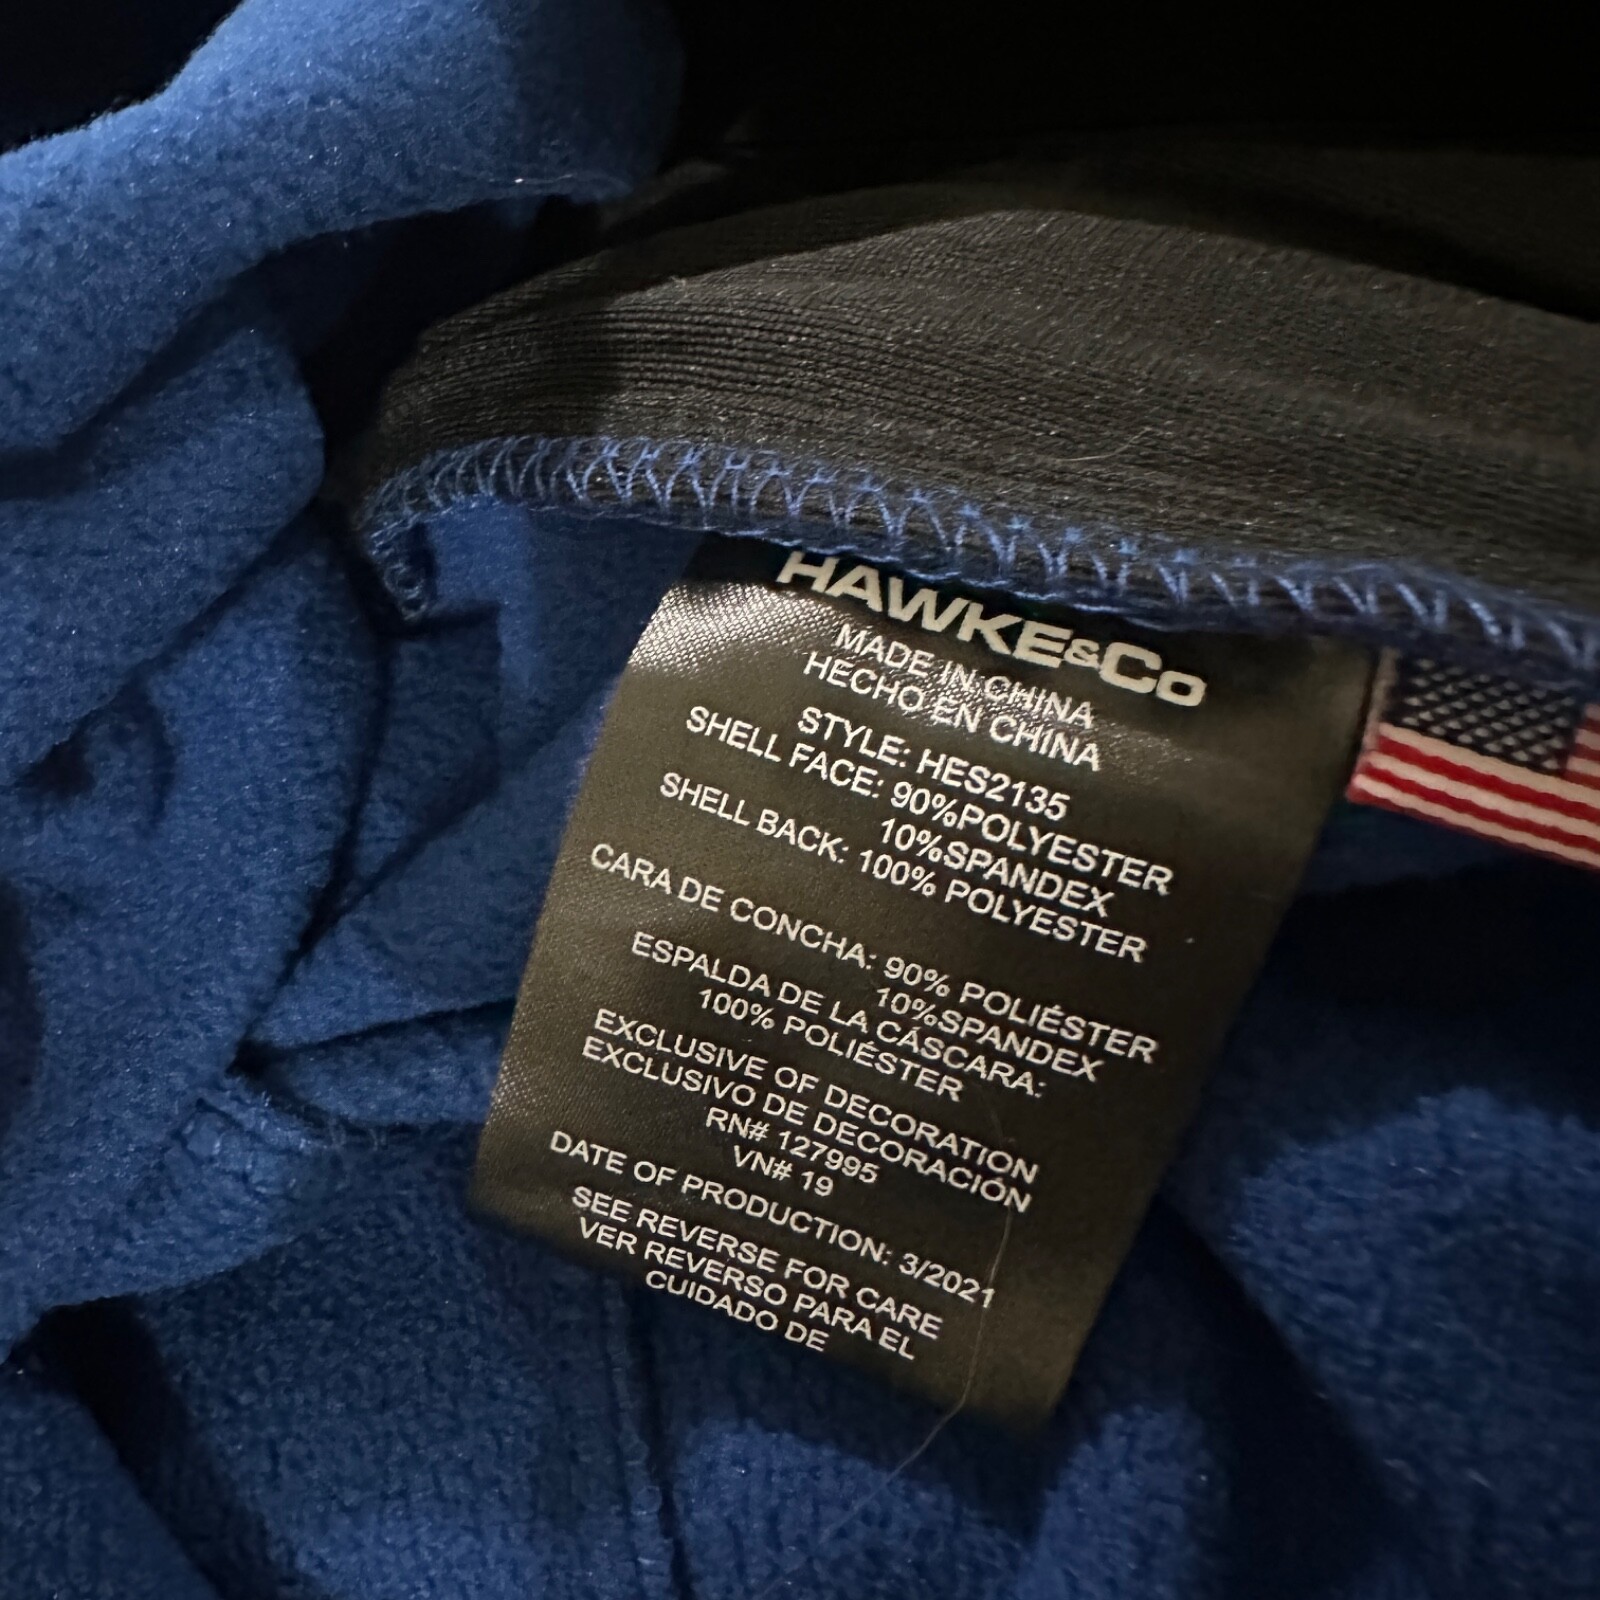 HAWKE&Co
MADE IN CHINA
HECHO EN CHINA
STYLE: HES2135
SHELL FACE: 90%POLYESTER
10%SPANDEX
SHELL BACK: 100% POLYESTER
CARA DE CONCHA: 90% POLIÉSTER
10%SPANDEX
ESPALDA DE LA CÁSCARA:
100% POLIÉSTER
EXCLUSIVE OF DECORATION
EXCLUSIVO DE DECORACIÓN
RN# 127995
VN# 19
DATE OF PRODUCTION: 3/2021
SEE REVERSE FOR CARE
VER REVERSO PARA EL
CUIDADO DE